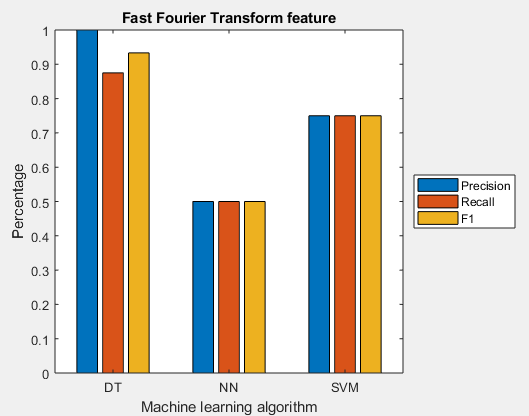 Fast Fourier Transform feature
1
0.9
0.8
0.7
0.6
0.5
0.4
0.3
0.2
0.1
0
Percentage
DT NN SVM
Machine learning algorithm
Precision
Recall
F1